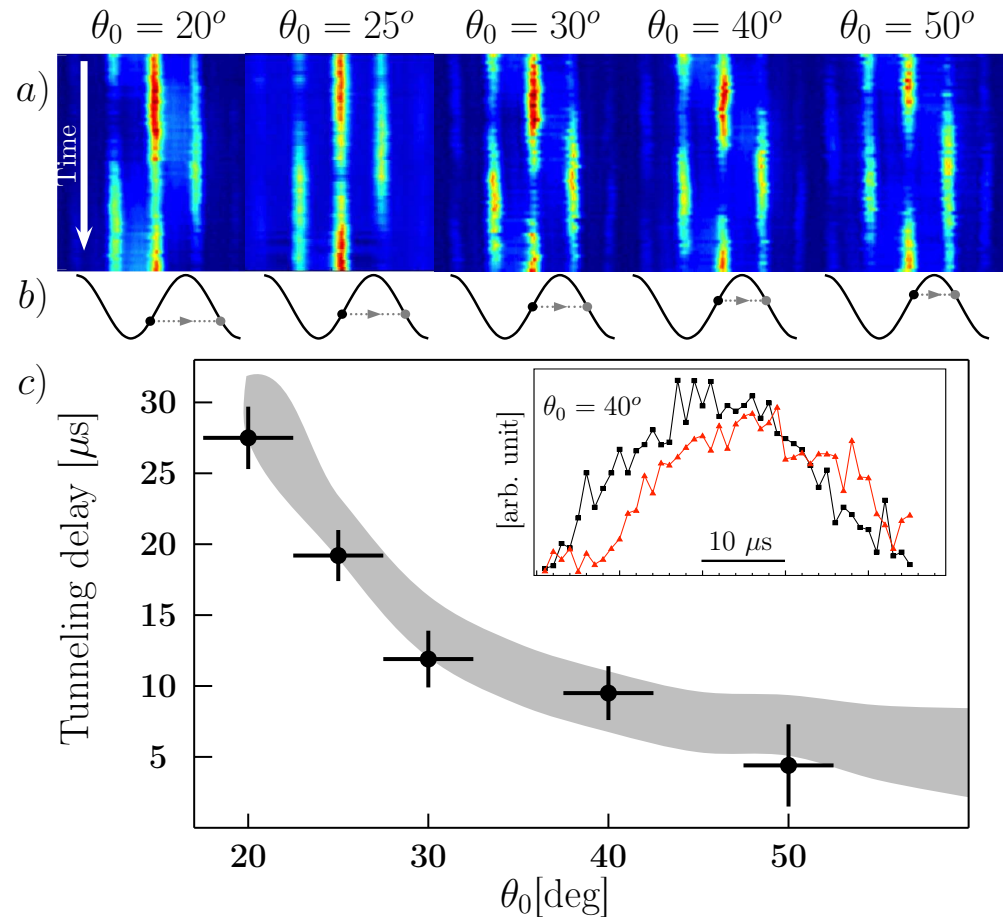 θ₀ = 20ᵒ θ₀ = 25ᵒ θ₀ = 30ᵒ θ₀ = 40ᵒ θ₀ = 50ᵒ
a)
Time
b)
c)
Tunneling delay [μs]
30
25
20
15
10
5
θ₀ = 40ᵒ
[arb. unit]
10 μs
20 30 40 50
θ₀[deg]